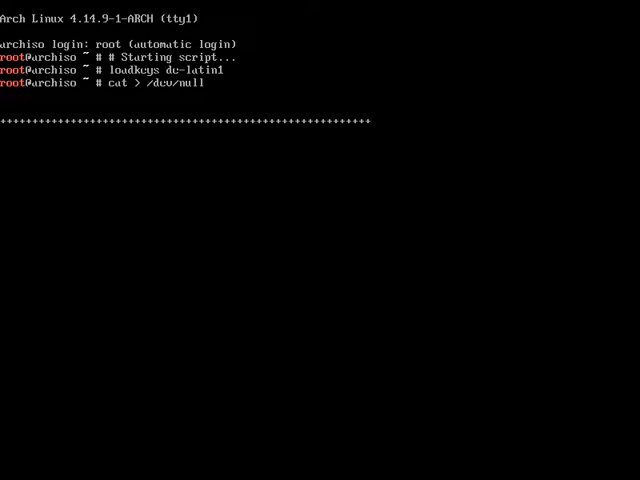 Arch Linux 4.14.9-1-ARCH (tty1)
archiso login: root (automatic login)
root@archiso ~ # # Starting script...
root@archiso ~ # loadkeys de-latin1
root@archiso ~ # cat > /dev/null
++++++++++++++++++++++++++++++++++++++++++++++++++++++++++